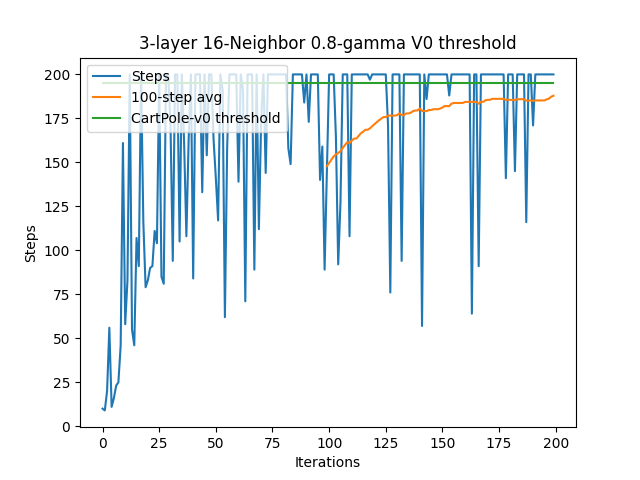 3-layer 16-Neighbor 0.8-gamma V0 threshold
Steps
100-step avg
CartPole-v0 threshold
Steps
200
175
150
125
100
75
50
25
0
0 25 50 75 100 125 150 175 200
Iterations